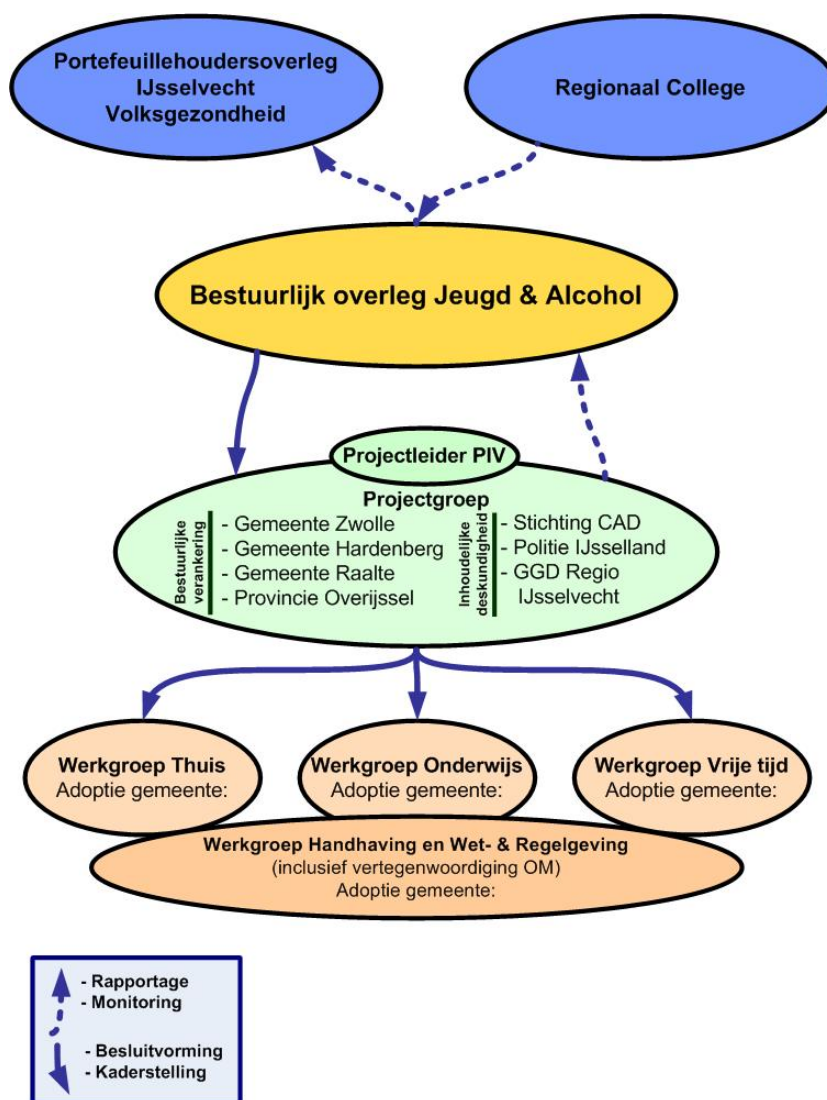 Portefeuillehoudersoverleg
IJsselvecht
Volksgezondheid
Regionaal College
Bestuurlijk overleg Jeugd & Alcohol
Projectleider PIV
Projectgroep
Bestuurlijke
verankering
- Gemeente Zwolle
- Gemeente Hardenberg
- Gemeente Raalte
- Provincie Overijssel
Inhoudelijke
deskundigheid
- Stichting CAD
- Politie IJsselland
- GGD Regio
IJsselvecht
Werkgroep Thuis
Adoptie gemeente:
Werkgroep Onderwijs
Adoptie gemeente:
Werkgroep Vrije tijd
Adoptie gemeente:
Werkgroep Handhaving en Wet- & Regelgeving
(inclusief vertegenwoordiging OM)
Adoptie gemeente:
- Rapportage
- Monitoring
- Besluitvorming
- Kaderstelling